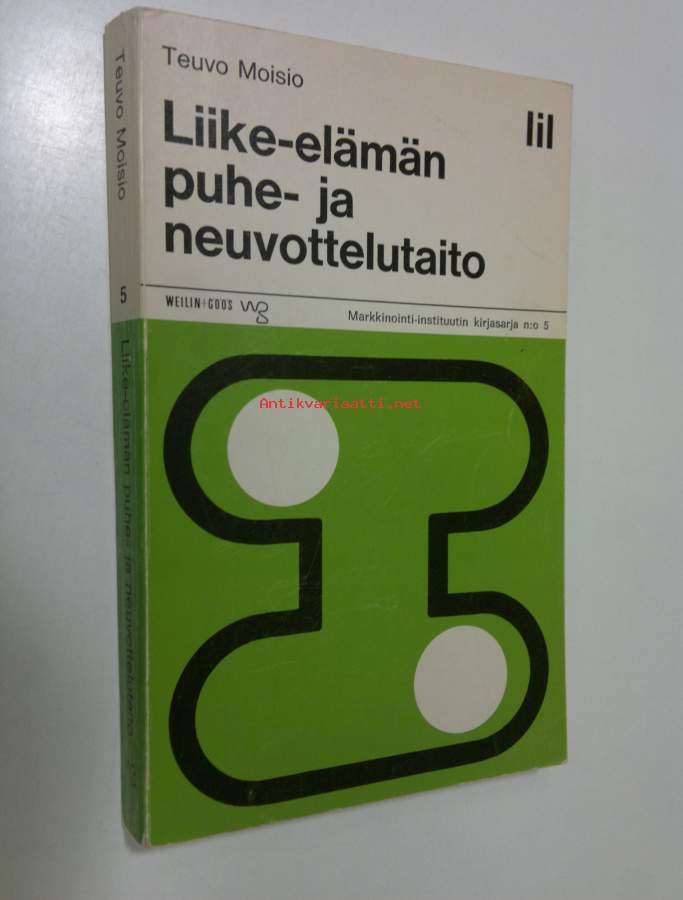 Teuvo Moisio
lil
Liike-elämän
puhe- ja
neuvottelutaito
WEILIN+GÖÖS
Markkinointi-instituutin kirjasarja n:o 5
Antikvariaatti.net
Teuvo Moisio
5
Liike-elämän puhe- ja neuvottelutaito